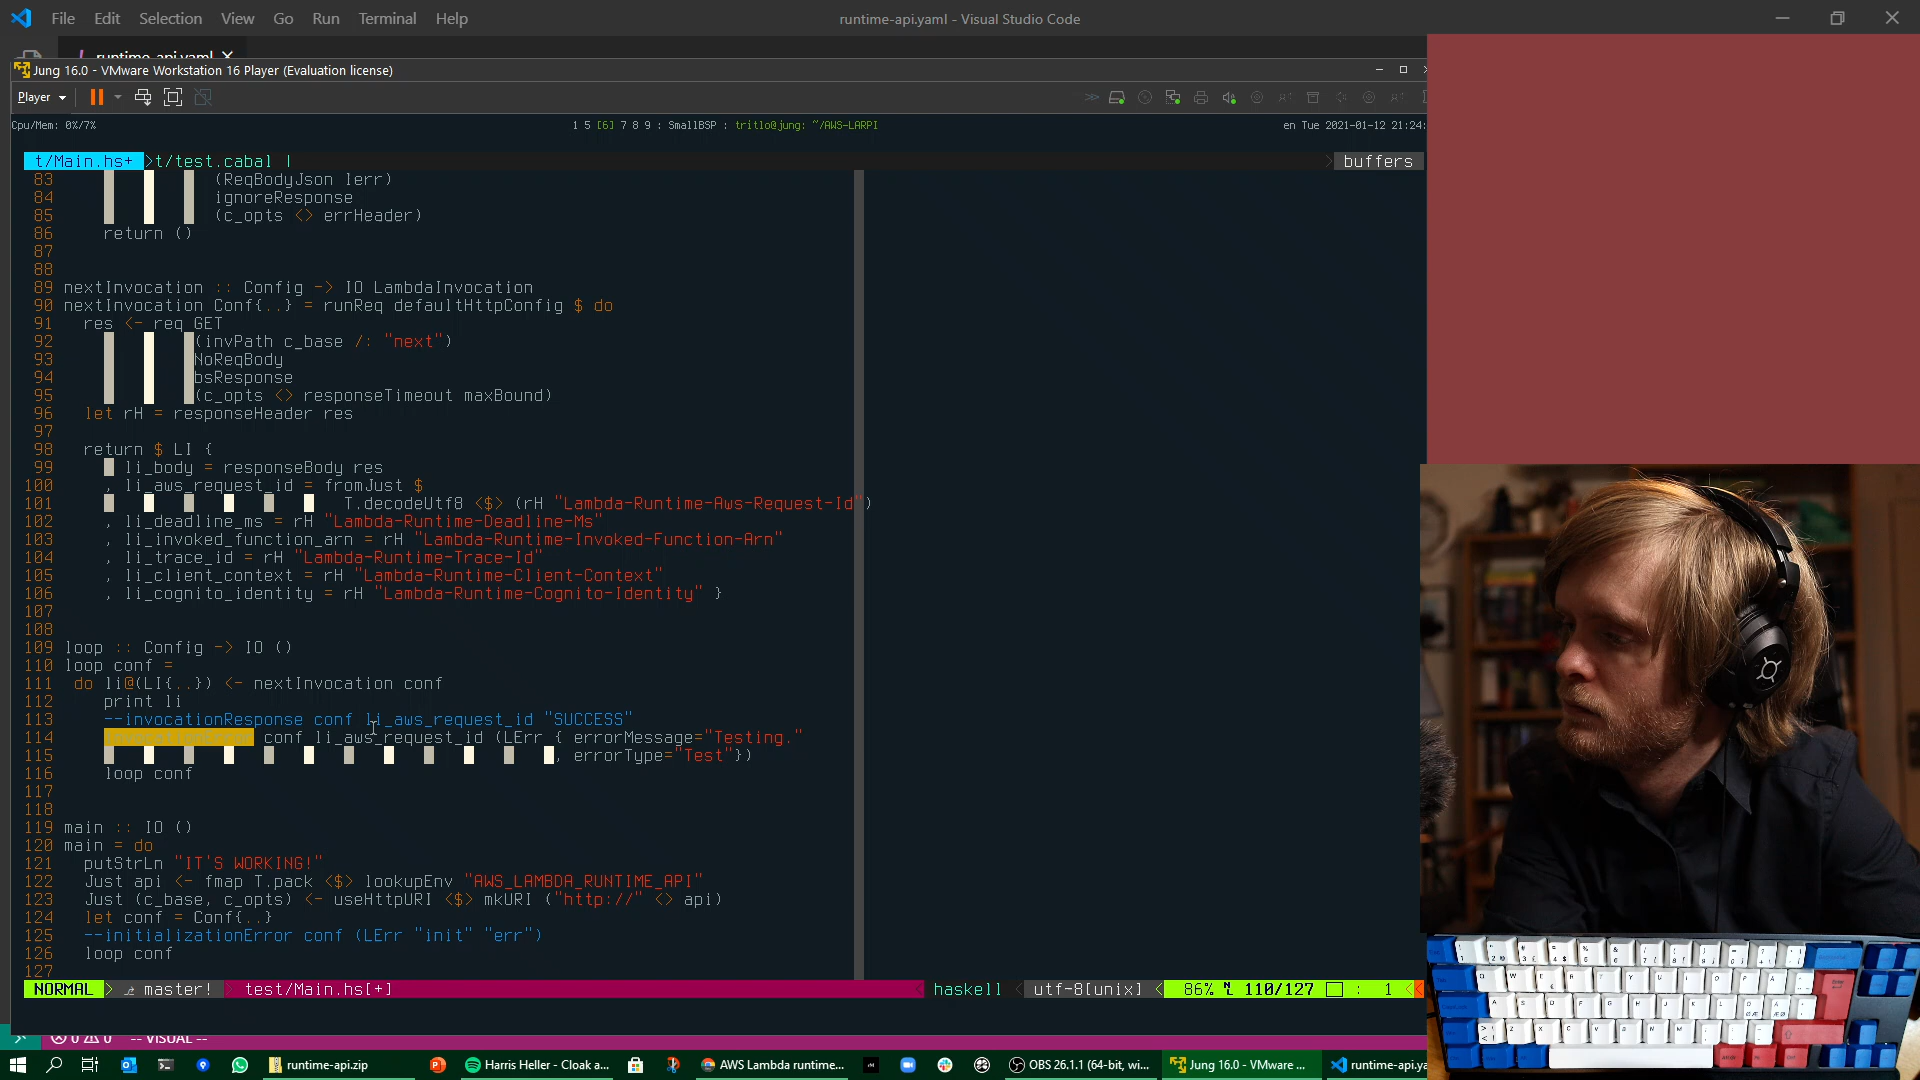 File Edit Selection View Go Run Terminal Help
runtime-api.yaml - Visual Studio Code
runtime-api.yaml
Jung 16.0 - VMware Workstation 16 Player (Evaluation license)
Player
Cpu/Mem: 0%/7%
1 5 [6] 7 8 9 : SmallBSP : tritlo@jung: ~/AWS-LARPI
en Tue 2021-01-12 21:24:
t/Main.hs+ >t/test.cabal |
buffers
83 (ReqBodyJson lerr)
84 ignoreResponse
85 (c_opts <> errHeader)
86 return ()
87
88
89 nextInvocation :: Config -> IO LambdaInvocation
90 nextInvocation Conf{..} = runReq defaultHttpConfig $ do
91 res <- req GET
92 (invPath c_base /: "next")
93 NoReqBody
94 bsResponse
95 (c_opts <> responseTimeout maxBound)
96 let rH = responseHeader res
97
98 return $ LI {
99 li_body = responseBody res
100 , li_aws_request_id = fromJust $
101 T.decodeUtf8 <$> (rH "Lambda-Runtime-Aws-Request-Id")
102 , li_deadline_ms = rH "Lambda-Runtime-Deadline-Ms"
103 , li_invoked_function_arn = rH "Lambda-Runtime-Invoked-Function-Arn"
104 , li_trace_id = rH "Lambda-Runtime-Trace-Id"
105 , li_client_context = rH "Lambda-Runtime-Client-Context"
106 , li_cognito_identity = rH "Lambda-Runtime-Cognito-Identity" }
107
108
109 loop :: Config -> IO ()
110 loop conf =
111 do li@(LI{..}) <- nextInvocation conf
112 print li
113 --invocationResponse conf li_aws_request_id "SUCCESS"
114 invocationError conf li_aws_request_id (LErr { errorMessage="Testing."
115 , errorType="Test"})
116 loop conf
117
118
119 main :: IO ()
120 main = do
121 putStrLn "IT'S WORKING!"
122 Just api <- fmap T.pack <$> lookupEnv "AWS_LAMBDA_RUNTIME_API"
123 Just (c_base, c_opts) <- useHttpURI <$> mkURI ("http://" <> api)
124 let conf = Conf{..}
125 --initializationError conf (LErr "init" "err")
126 loop conf
127
NORMAL > master! > test/Main.hs[+]
haskell < utf-8[unix] < 86% 110/127 : 1
0 0 -- VISUAL --
runtime-api.zip
Harris Heller - Cloak a...
AWS Lambda runtime...
OBS 26.1.1 (64-bit, wi...
Jung 16.0 - VMware ...
runtime-api.ya